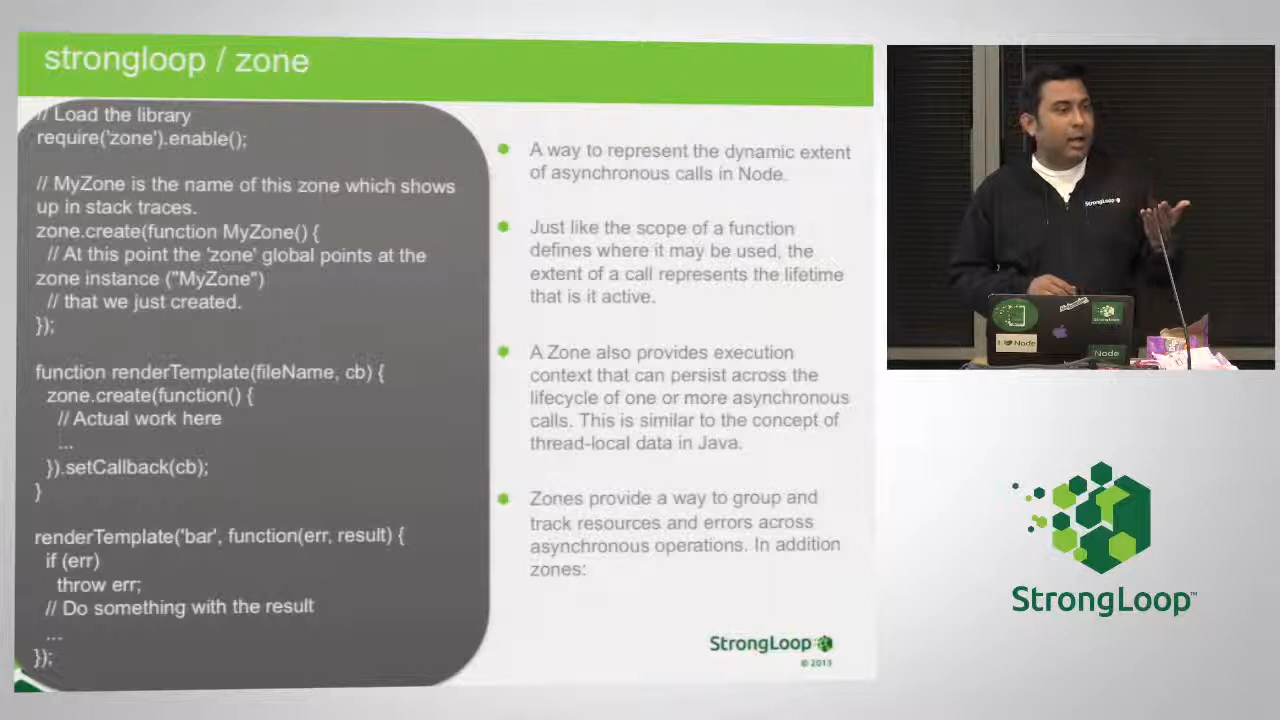 strongloop / zone
// Load the library
require('zone').enable();
// MyZone is the name of this zone which shows
up in stack traces.
zone.create(function MyZone() {
// At this point the 'zone' global points at the
zone instance ("MyZone")
// that we just created.
});
function renderTemplate(fileName, cb) {
zone.create(function() {
// Actual work here
...
}).setCallback(cb);
}
renderTemplate('bar', function(err, result) {
if (err)
throw err;
// Do something with the result
...
});
A way to represent the dynamic extent
of asynchronous calls in Node.
Just like the scope of a function
defines where it may be used, the
extent of a call represents the lifetime
that is it active.
A Zone also provides execution
context that can persist across the
lifecycle of one or more asynchronous
calls. This is similar to the concept of
thread-local data in Java.
Zones provide a way to group and
track resources and errors across
asynchronous operations. In addition
zones:
StrongLoop
© 2013
StrongLoop
StrongLoop
I Node
Node
StrongLoop™